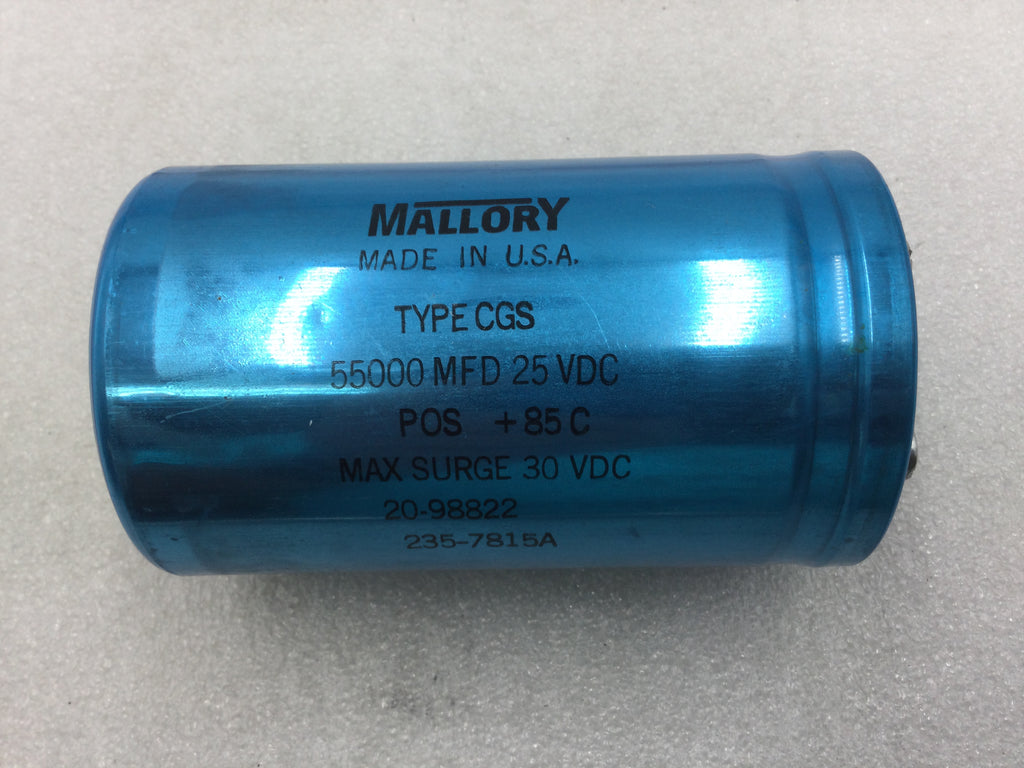 MALLORY
MADE IN U.S.A.
TYPE CGS
55000 MFD 25 VDC
POS +85 C
MAX SURGE 30 VDC
20-98822
235-7815A